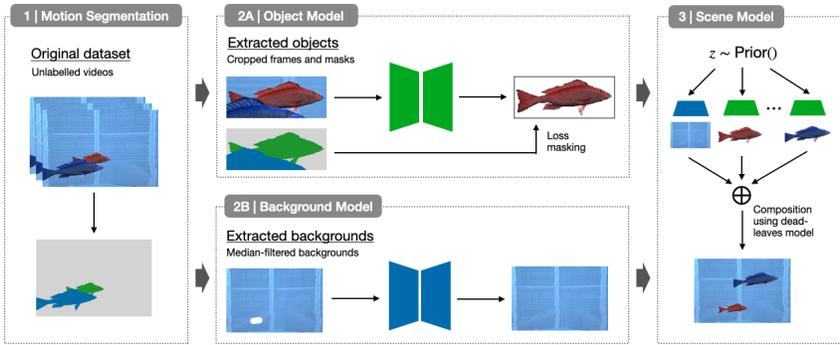 1 | Motion Segmentation
Original dataset
Unlabelled videos
2A | Object Model
Extracted objects
Cropped frames and masks
Loss
masking
2B | Background Model
Extracted backgrounds
Median-filtered backgrounds
3 | Scene Model
z ~ Prior()
...
Composition
using dead-
leaves model